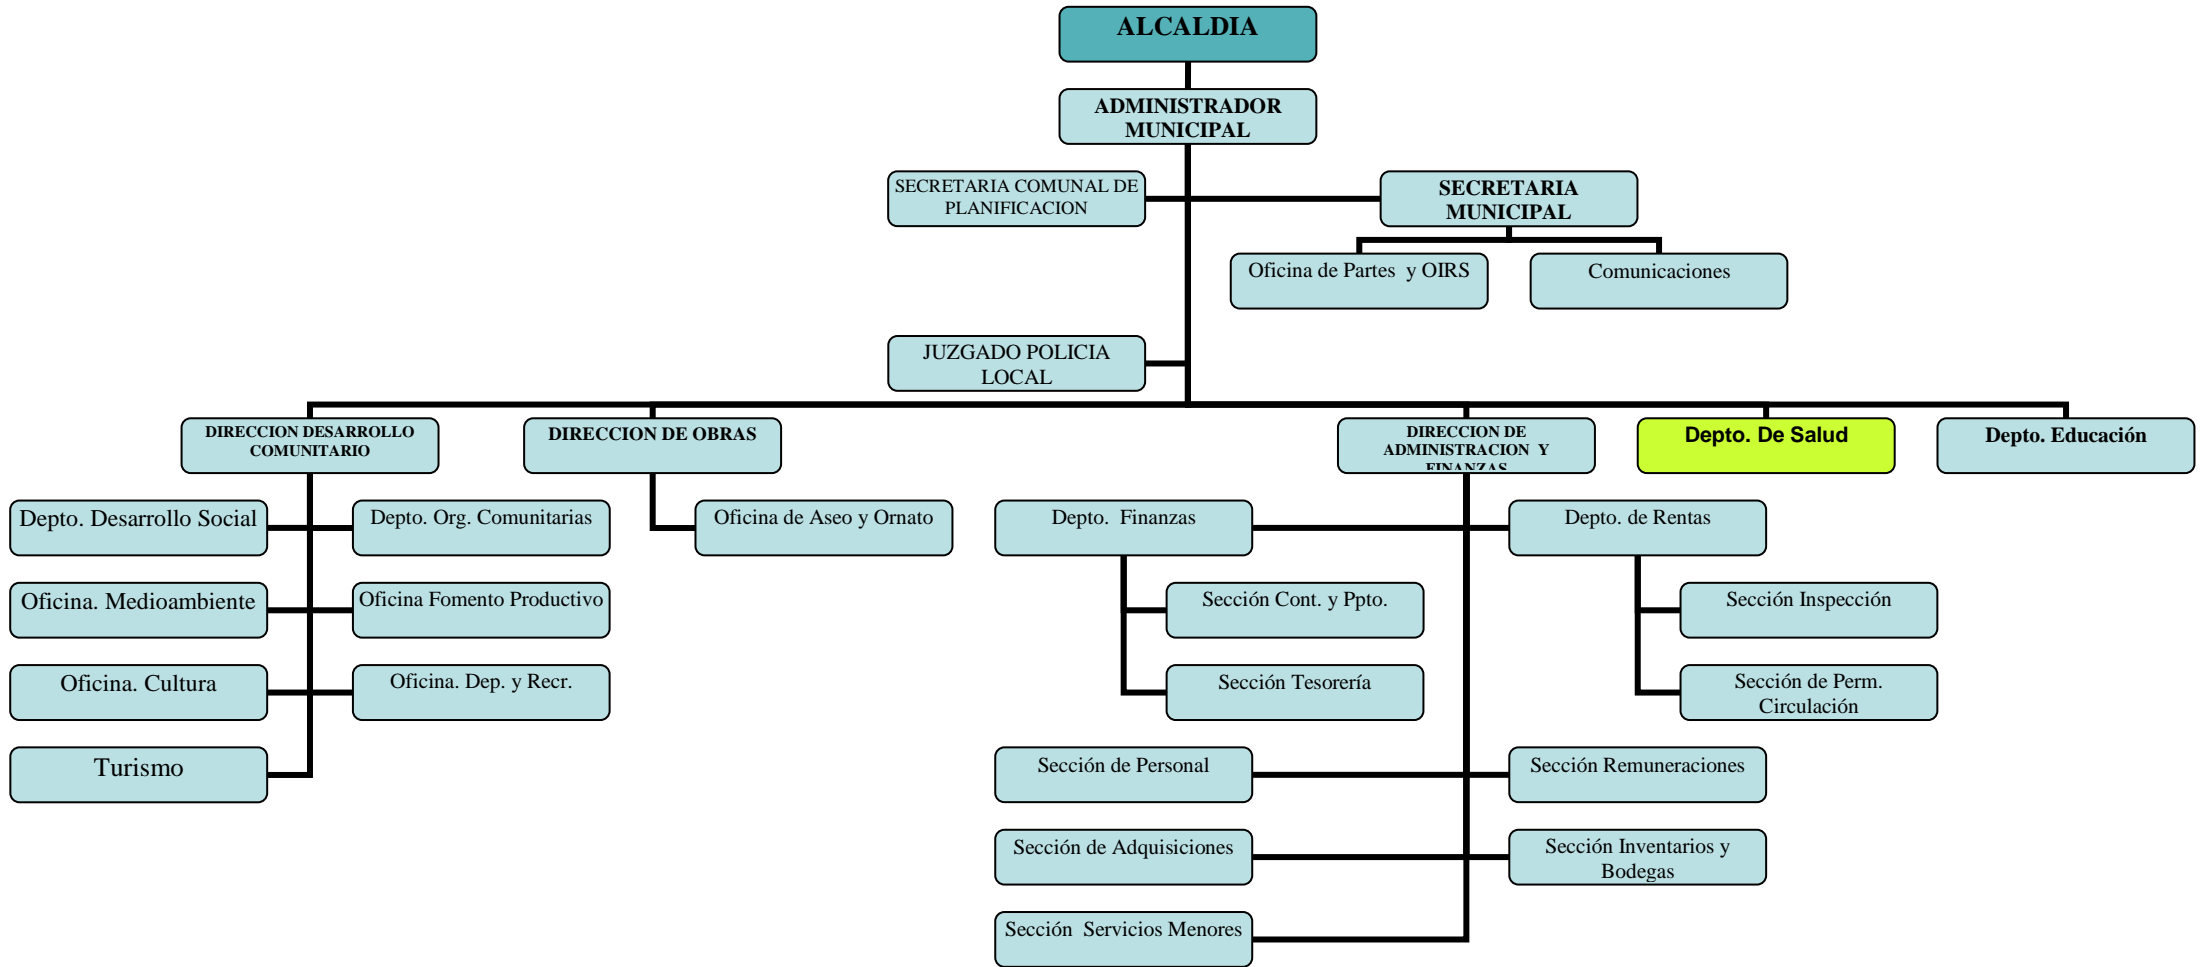 ALCALDIA
ADMINISTRADOR
MUNICIPAL
SECRETARIA COMUNAL DE
PLANIFICACION
SECRETARIA
MUNICIPAL
Oficina de Partes y OIRS
Comunicaciones
JUZGADO POLICIA
LOCAL
DIRECCION DESARROLLO
COMUNITARIO
DIRECCION DE OBRAS
DIRECCION DE
ADMINISTRACION Y
FINANZAS
Depto. De Salud
Depto. Educación
Depto. Desarrollo Social
Depto. Org. Comunitarias
Oficina de Aseo y Ornato
Depto. Finanzas
Depto. de Rentas
Oficina. Medioambiente
Oficina Fomento Productivo
Sección Cont. y Ppto.
Sección Inspección
Oficina. Cultura
Oficina. Dep. y Recr.
Sección Tesorería
Sección de Perm.
Circulación
Turismo
Sección de Personal
Sección Remuneraciones
Sección de Adquisiciones
Sección Inventarios y
Bodegas
Sección Servicios Menores